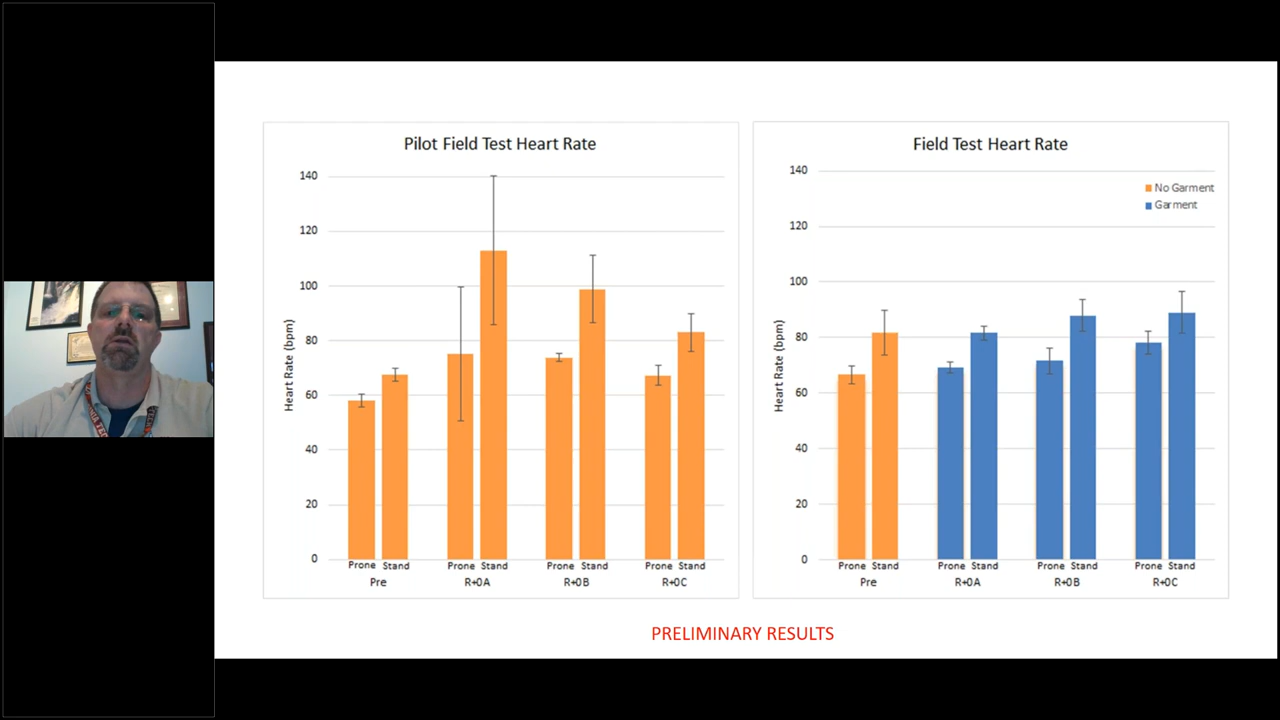 Pilot Field Test Heart Rate
140
120
100
80
60
40
20
0
Heart Rate (bpm)
Prone Stand Prone Stand Prone Stand Prone Stand
Pre R+0A R+0B R+0C
Field Test Heart Rate
No Garment
Garment
140
120
100
80
60
40
20
0
Heart Rate (bpm)
Prone Stand Prone Stand Prone Stand Prone Stand
Pre R+0A R+0B R+0C
PRELIMINARY RESULTS